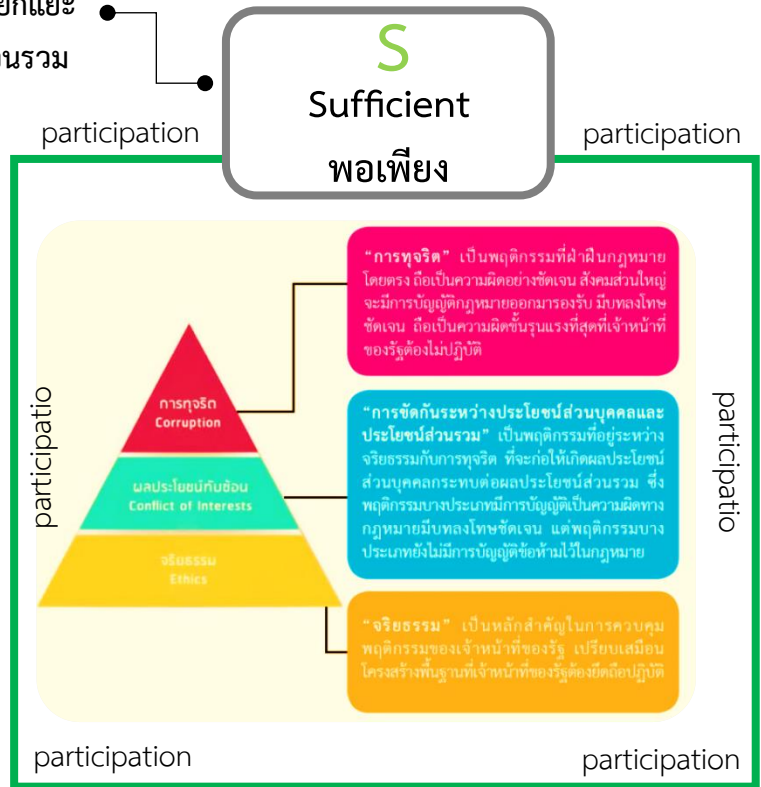 นรวม
S
Sufficient
พอเพียง
participation
participation
"การทุจริต" เป็นพฤติกรรมที่ฝ่าฝืนกฎหมาย
โดยตรง ถือเป็นความผิดอย่างชัดเจน สังคมส่วนใหญ่
จะมีการบัญญัติกฎหมายออกมารองรับ มีบทลงโทษ
ชัดเจน ถือเป็นความผิดขั้นรุนแรงที่สุดที่เจ้าหน้าที่
ของรัฐต้องไม่ปฏิบัติ
การทุจริต
Corruption
"การขัดกันระหว่างประโยชน์ส่วนบุคคลและ
ประโยชน์ส่วนรวม" เป็นพฤติกรรมที่อยู่ระหว่าง
จริยธรรมกับการทุจริต ที่จะก่อให้เกิดผลประโยชน์
ส่วนบุคคลกระทบต่อผลประโยชน์ส่วนรวม ซึ่ง
พฤติกรรมบางประเภทมีการบัญญัติเป็นความผิดทาง
กฎหมายมีบทลงโทษชัดเจน แต่พฤติกรรมบาง
ประเภทยังไม่มีการบัญญัติข้อห้ามไว้ในกฎหมาย
participatio
participatio
ผลประโยชน์ทับซ้อน
Conflict of Interests
จริยธรรม
Ethics
"จริยธรรม" เป็นหลักสำคัญในการควบคุม
พฤติกรรมของเจ้าหน้าที่ของรัฐ เปรียบเสมือน
โครงสร้างพื้นฐานที่เจ้าหน้าที่ของรัฐต้องยึดถือปฏิบัติ
participation
participation